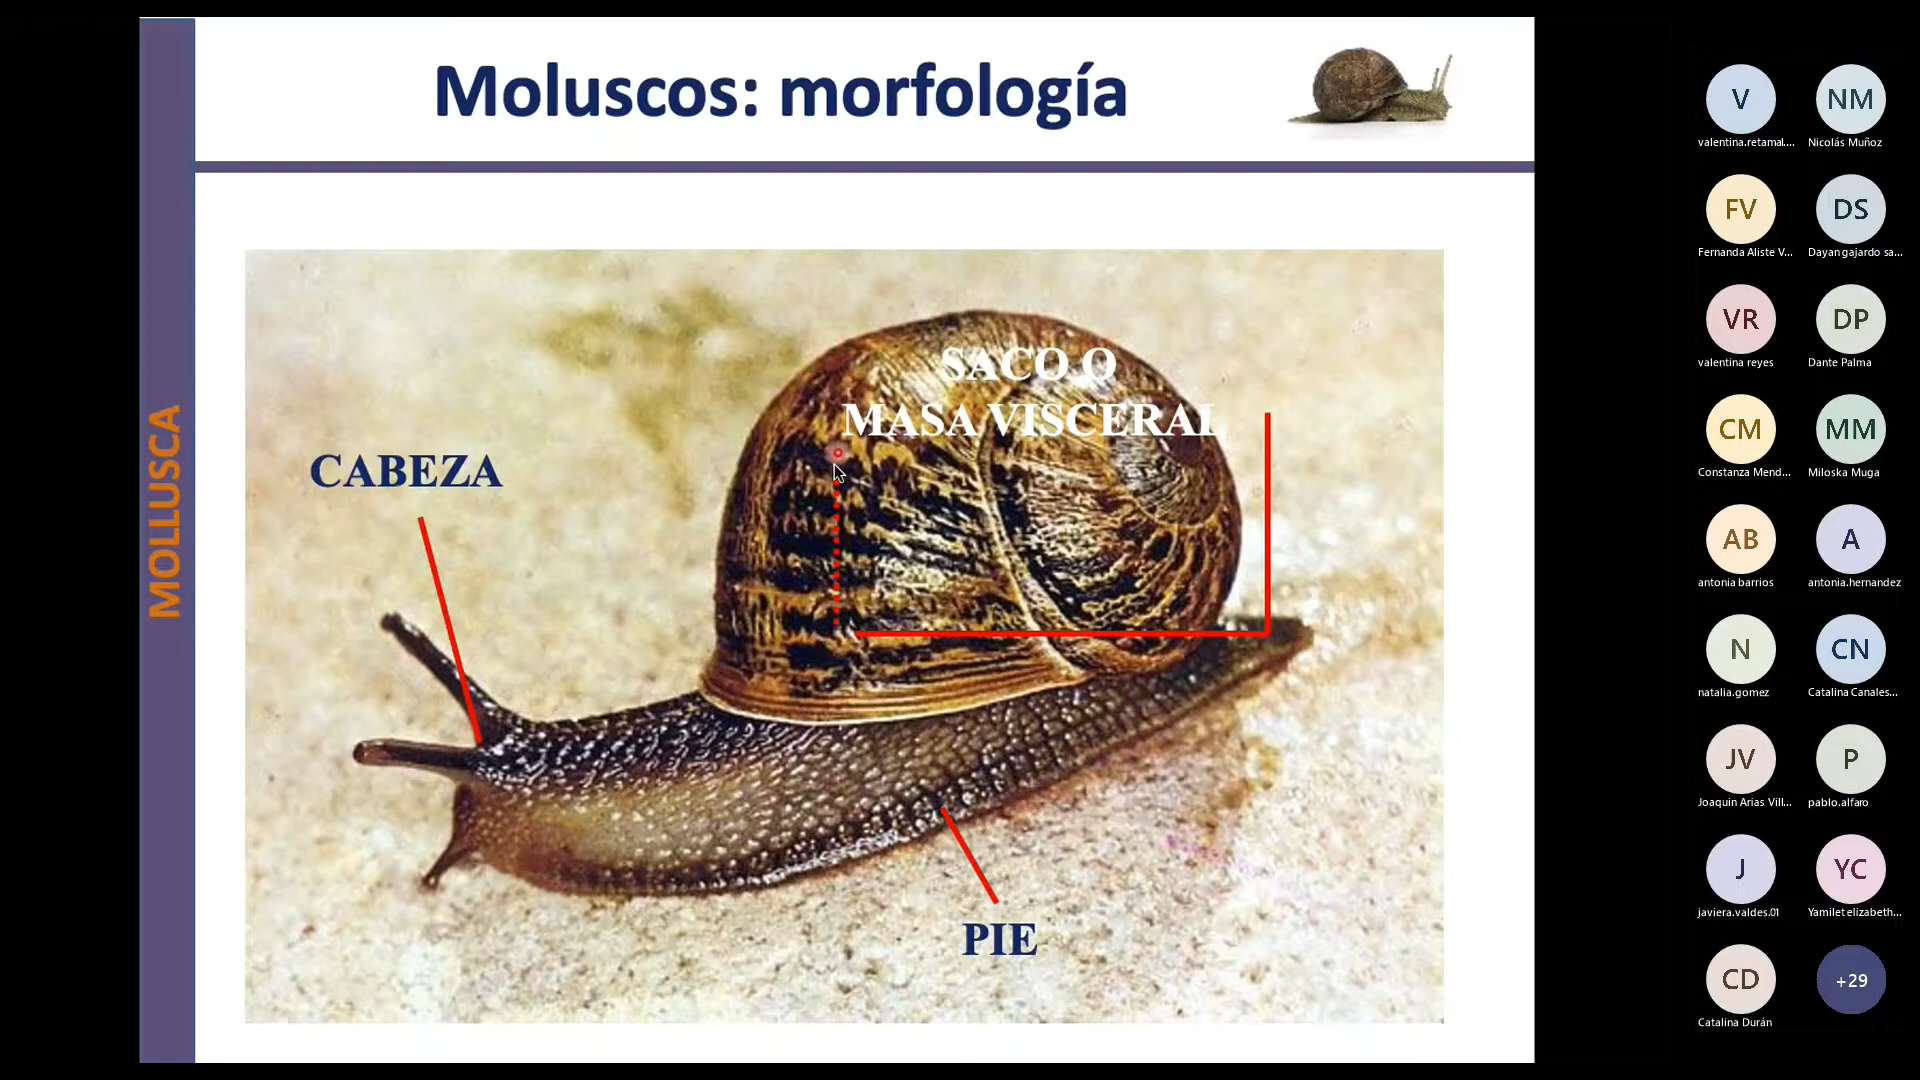 Moluscos: morfología
MOLLUSCA
SACO O
MASA VISCERAL
CABEZA
PIE
V
valentina.retamal....
NM
Nicolás Muñoz
FV
Fernanda Aliste V...
DS
Dayan gajardo sa...
VR
valentina reyes
DP
Dante Palma
CM
Constanza Mend...
MM
Miloska Muga
AB
antonia barrios
A
antonia.hernandez
N
natalia.gomez
CN
Catalina Canales...
JV
Joaquin Arias Vill...
P
pablo.alfaro
J
javiera.valdes.01
YC
Yamilet elizabeth...
CD
Catalina Durán
+29